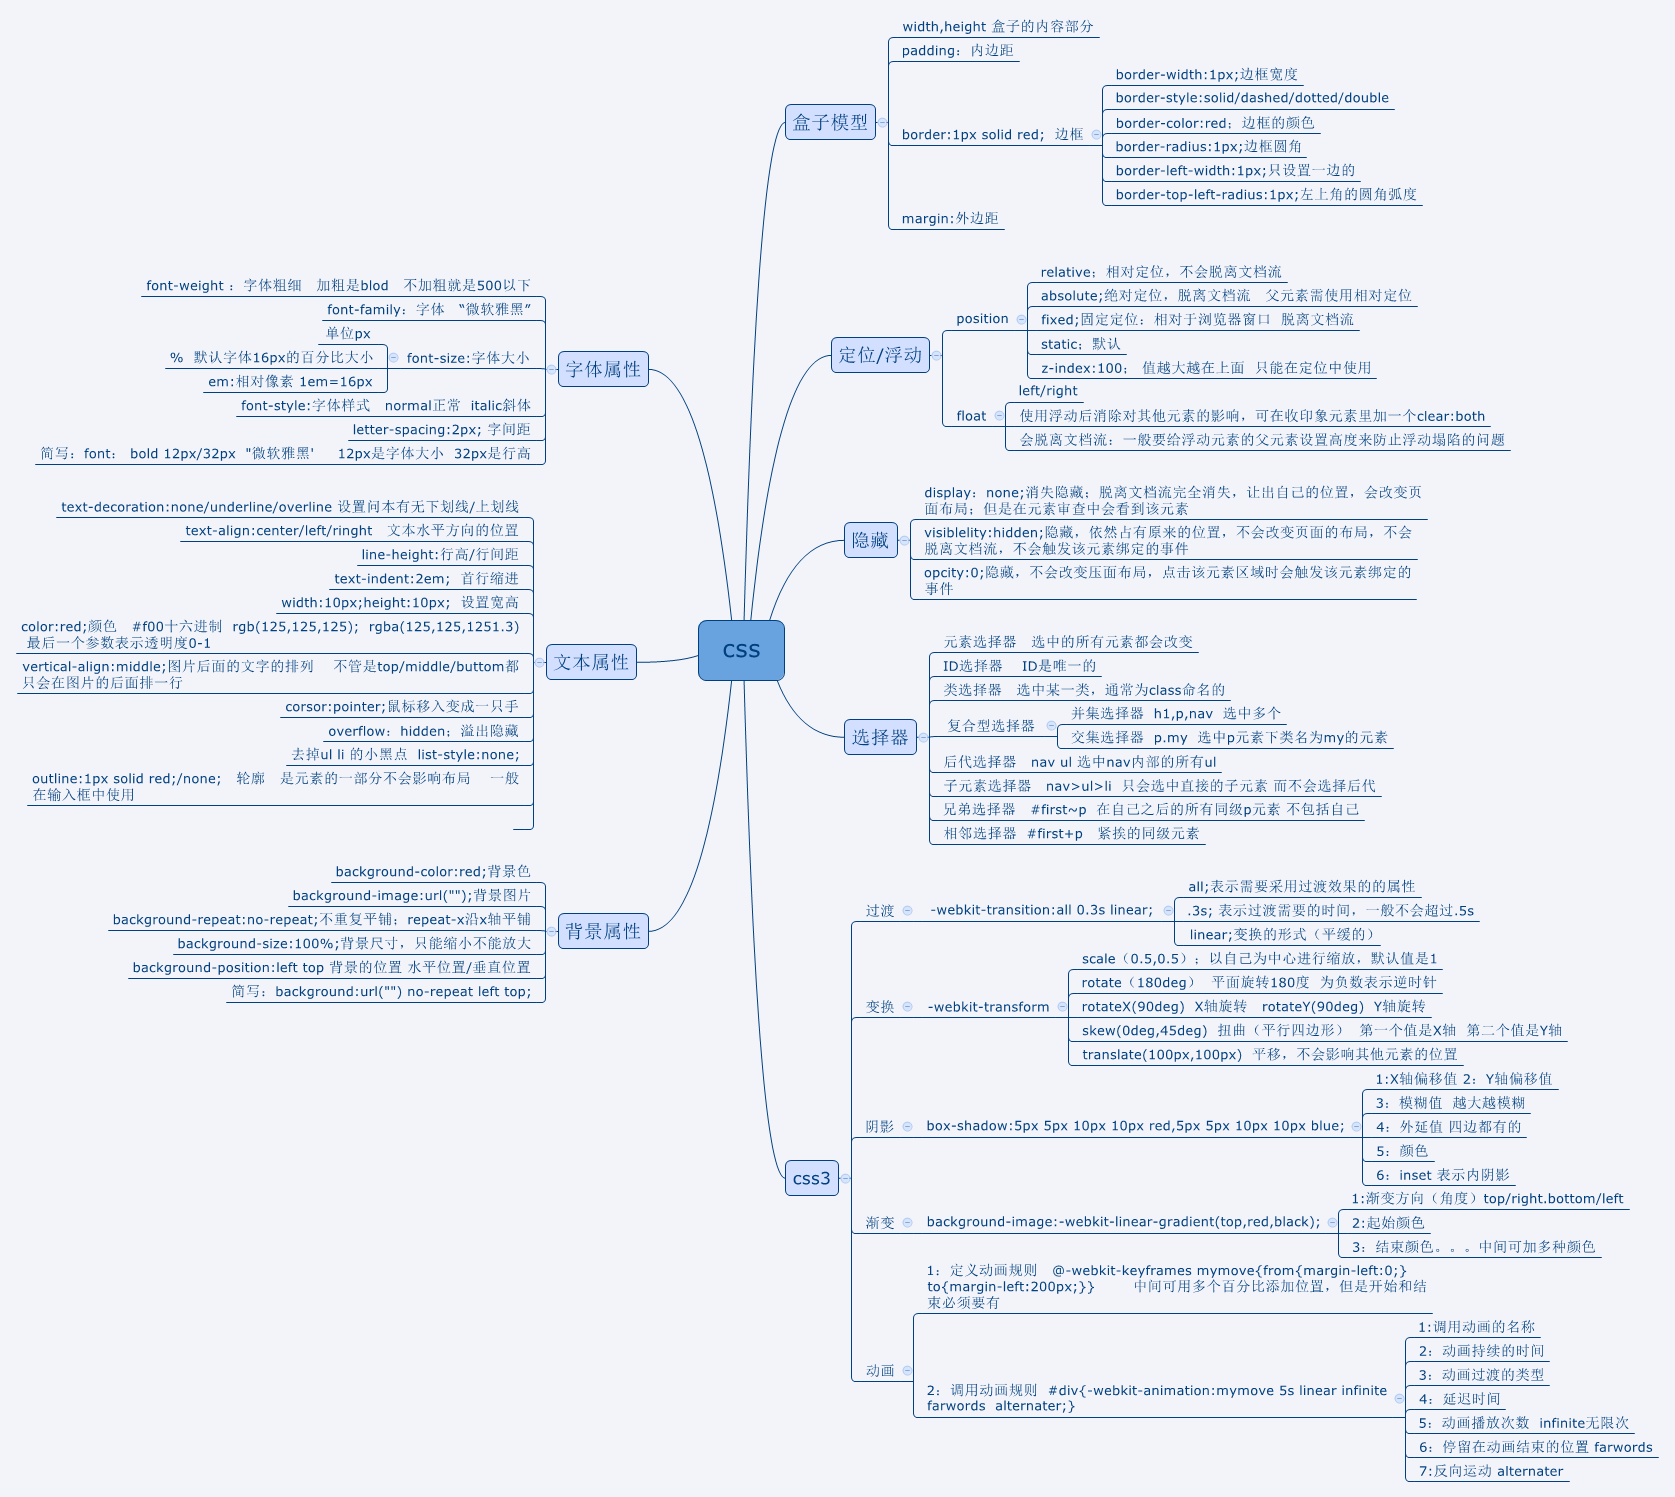 css
盒子模型
width,height 盒子的内容部分
padding：内边距
border:1px solid red； 边框
border-width:1px;边框宽度
border-style:solid/dashed/dotted/double
border-color:red；边框的颜色
border-radius:1px;边框圆角
border-left-width:1px;只设置一边的
border-top-left-radius:1px;左上角的圆角弧度
margin:外边距
定位/浮动
position
relative；相对定位，不会脱离文档流
absolute;绝对定位，脱离文档流 父元素需使用相对定位
fixed;固定定位：相对于浏览器窗口 脱离文档流
static；默认
z-index:100； 值越大越在上面 只能在定位中使用
float
left/right
使用浮动后消除对其他元素的影响，可在收印象元素里加一个clear:both
会脱离文档流：一般要给浮动元素的父元素设置高度来防止浮动塌陷的问题
隐藏
display：none;消失隐藏；脱离文档流完全消失，让出自己的位置，会改变页
面布局；但是在元素审查中会看到该元素
visiblelity:hidden;隐藏，依然占有原来的位置，不会改变页面的布局，不会
脱离文档流，不会触发该元素绑定的事件
opcity:0;隐藏，不会改变压面布局，点击该元素区域时会触发该元素绑定的
事件
选择器
元素选择器 选中的所有元素都会改变
ID选择器 ID是唯一的
类选择器 选中某一类，通常为class命名的
复合型选择器
并集选择器 h1,p,nav 选中多个
交集选择器 p.my 选中p元素下类名为my的元素
后代选择器 nav ul 选中nav内部的所有ul
子元素选择器 nav>ul>li 只会选中直接的子元素 而不会选择后代
兄弟选择器 #first~p 在自己之后的所有同级p元素 不包括自己
相邻选择器 #first+p 紧挨的同级元素
css3
过渡
-webkit-transition:all 0.3s linear;
all;表示需要采用过渡效果的的属性
.3s; 表示过渡需要的时间，一般不会超过.5s
linear;变换的形式（平缓的）
变换
-webkit-transform
scale（0.5,0.5）；以自己为中心进行缩放，默认值是1
rotate（180deg） 平面旋转180度 为负数表示逆时针
rotateX(90deg) X轴旋转 rotateY(90deg) Y轴旋转
skew(0deg,45deg) 扭曲（平行四边形） 第一个值是X轴 第二个值是Y轴
translate(100px,100px) 平移，不会影响其他元素的位置
阴影
box-shadow:5px 5px 10px 10px red,5px 5px 10px 10px blue;
1:X轴偏移值 2：Y轴偏移值
3：模糊值 越大越模糊
4：外延值 四边都有的
5：颜色
6：inset 表示内阴影
渐变
background-image:-webkit-linear-gradient(top,red,black);
1:渐变方向（角度）top/right.bottom/left
2:起始颜色
3：结束颜色。。。中间可加多种颜色
动画
1：定义动画规则 @-webkit-keyframes mymove{from{margin-left:0;}
to{margin-left:200px;}} 中间可用多个百分比添加位置，但是开始和结
束必须要有
2：调用动画规则 #div{-webkit-animation:mymove 5s linear infinite
farwords alternater;}
1:调用动画的名称
2：动画持续的时间
3：动画过渡的类型
4：延迟时间
5：动画播放次数 infinite无限次
6：停留在动画结束的位置 farwords
7:反向运动 alternater
字体属性
font-weight ：字体粗细 加粗是blod 不加粗就是500以下
font-family：字体 “微软雅黑”
font-size:字体大小
单位px
% 默认字体16px的百分比大小
em:相对像素 1em=16px
font-style:字体样式 normal正常 italic斜体
letter-spacing:2px; 字间距
简写：font： bold 12px/32px "微软雅黑' 12px是字体大小 32px是行高
文本属性
text-decoration:none/underline/overline 设置问本有无下划线/上划线
text-align:center/left/ringht 文本水平方向的位置
line-height:行高/行间距
text-indent:2em； 首行缩进
width:10px;height:10px； 设置宽高
color:red;颜色 #f00十六进制 rgb(125,125,125)； rgba(125,125,1251.3)
最后一个参数表示透明度0-1
vertical-align:middle;图片后面的文字的排列 不管是top/middle/buttom都
只会在图片的后面排一行
corsor:pointer;鼠标移入变成一只手
overflow：hidden；溢出隐藏
去掉ul li 的小黑点 list-style:none;
outline:1px solid red;/none； 轮廓 是元素的一部分不会影响布局 一般
在输入框中使用
背景属性
background-color:red;背景色
background-image:url("");背景图片
background-repeat:no-repeat;不重复平铺；repeat-x沿x轴平铺
background-size:100%;背景尺寸，只能缩小不能放大
background-position:left top 背景的位置 水平位置/垂直位置
简写：background:url("") no-repeat left top;